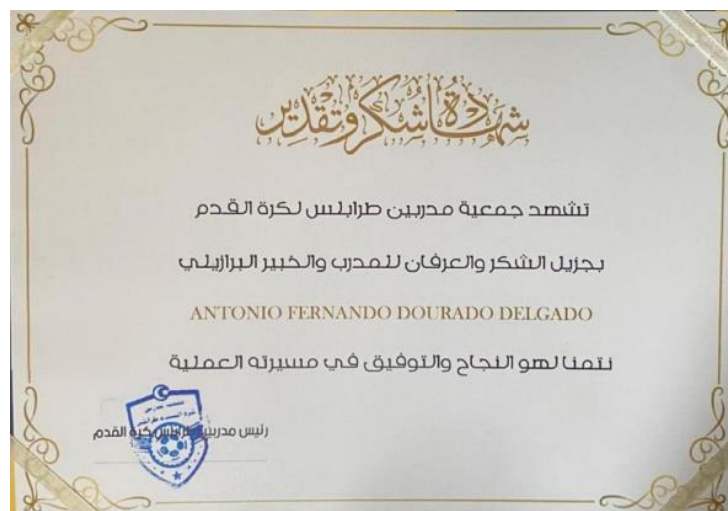 شهادة شكر وتقدير
تشهد جمعية مدربين طرابلس لكرة القدم
بجزيل الشكر والعرفان للمدرب والخبير البرازيلي
ANTONIO FERNANDO DOURADO DELGADO
نتمنا لهو النجاح والتوفيق في مسيرته العملية
رئيس مدربين طرابلس كرة القدم